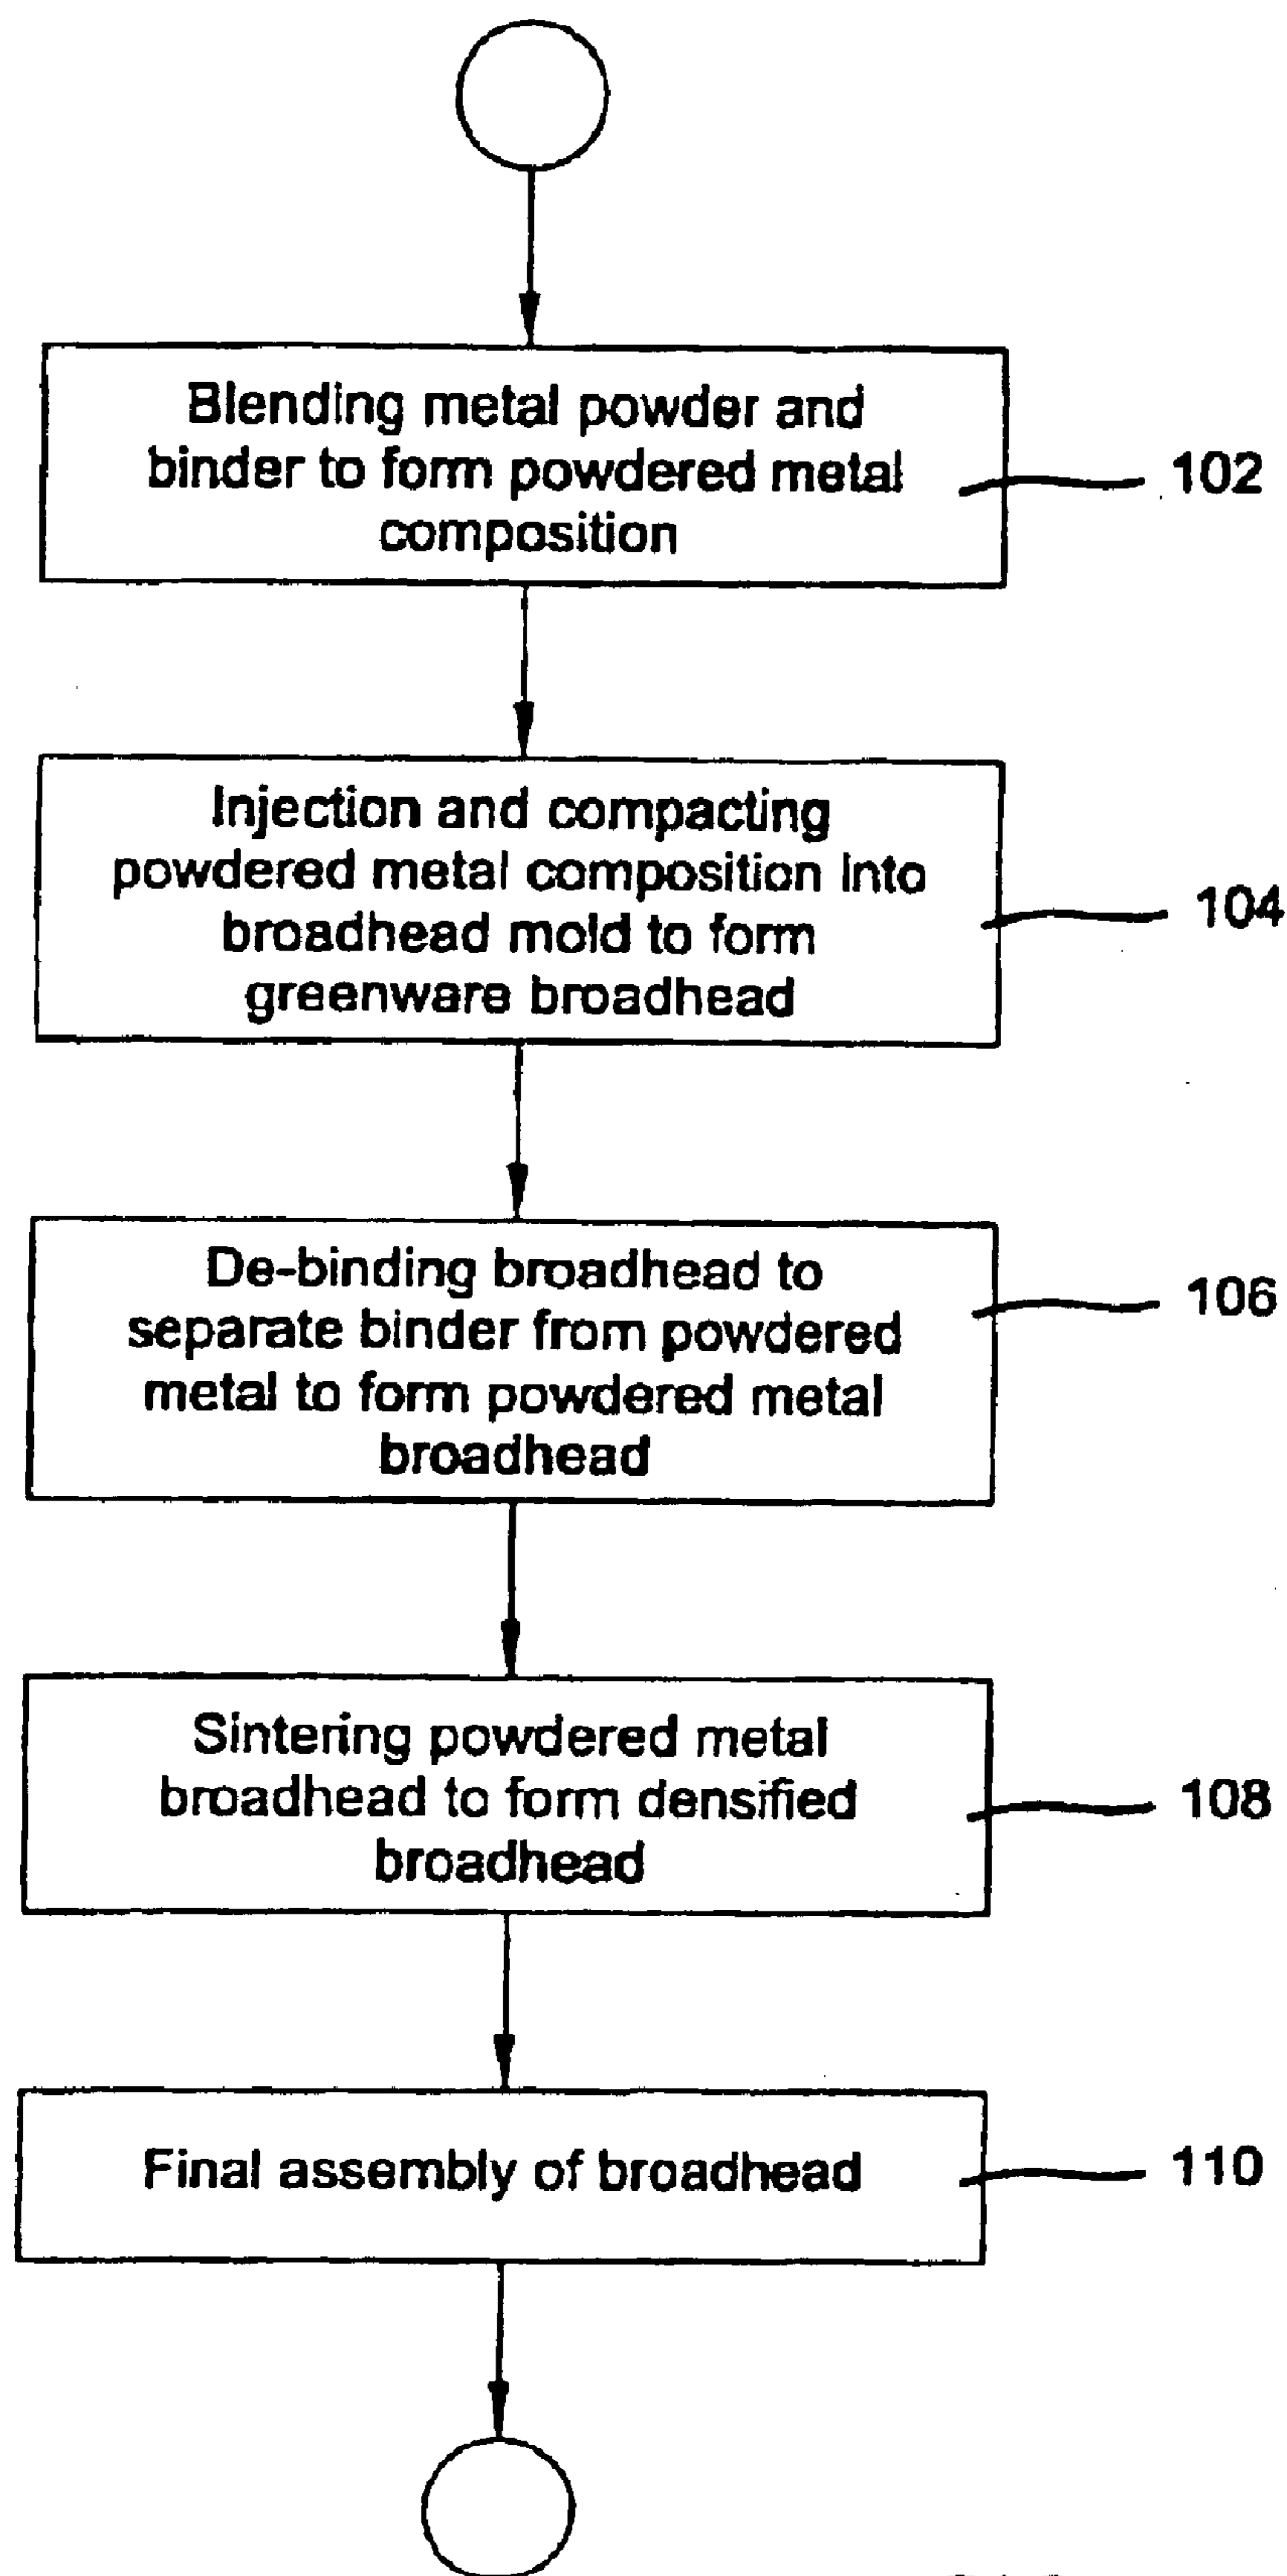 Blending metal powder and
binder to form powdered metal
composition
102
Injection and compacting
powdered metal composition into
broadhead mold to form
greenware broadhead
104
De-binding broadhead to
separate binder from powdered
metal to form powdered metal
broadhead
106
Sintering powdered metal
broadhead to form densified
broadhead
108
Final assembly of broadhead
110